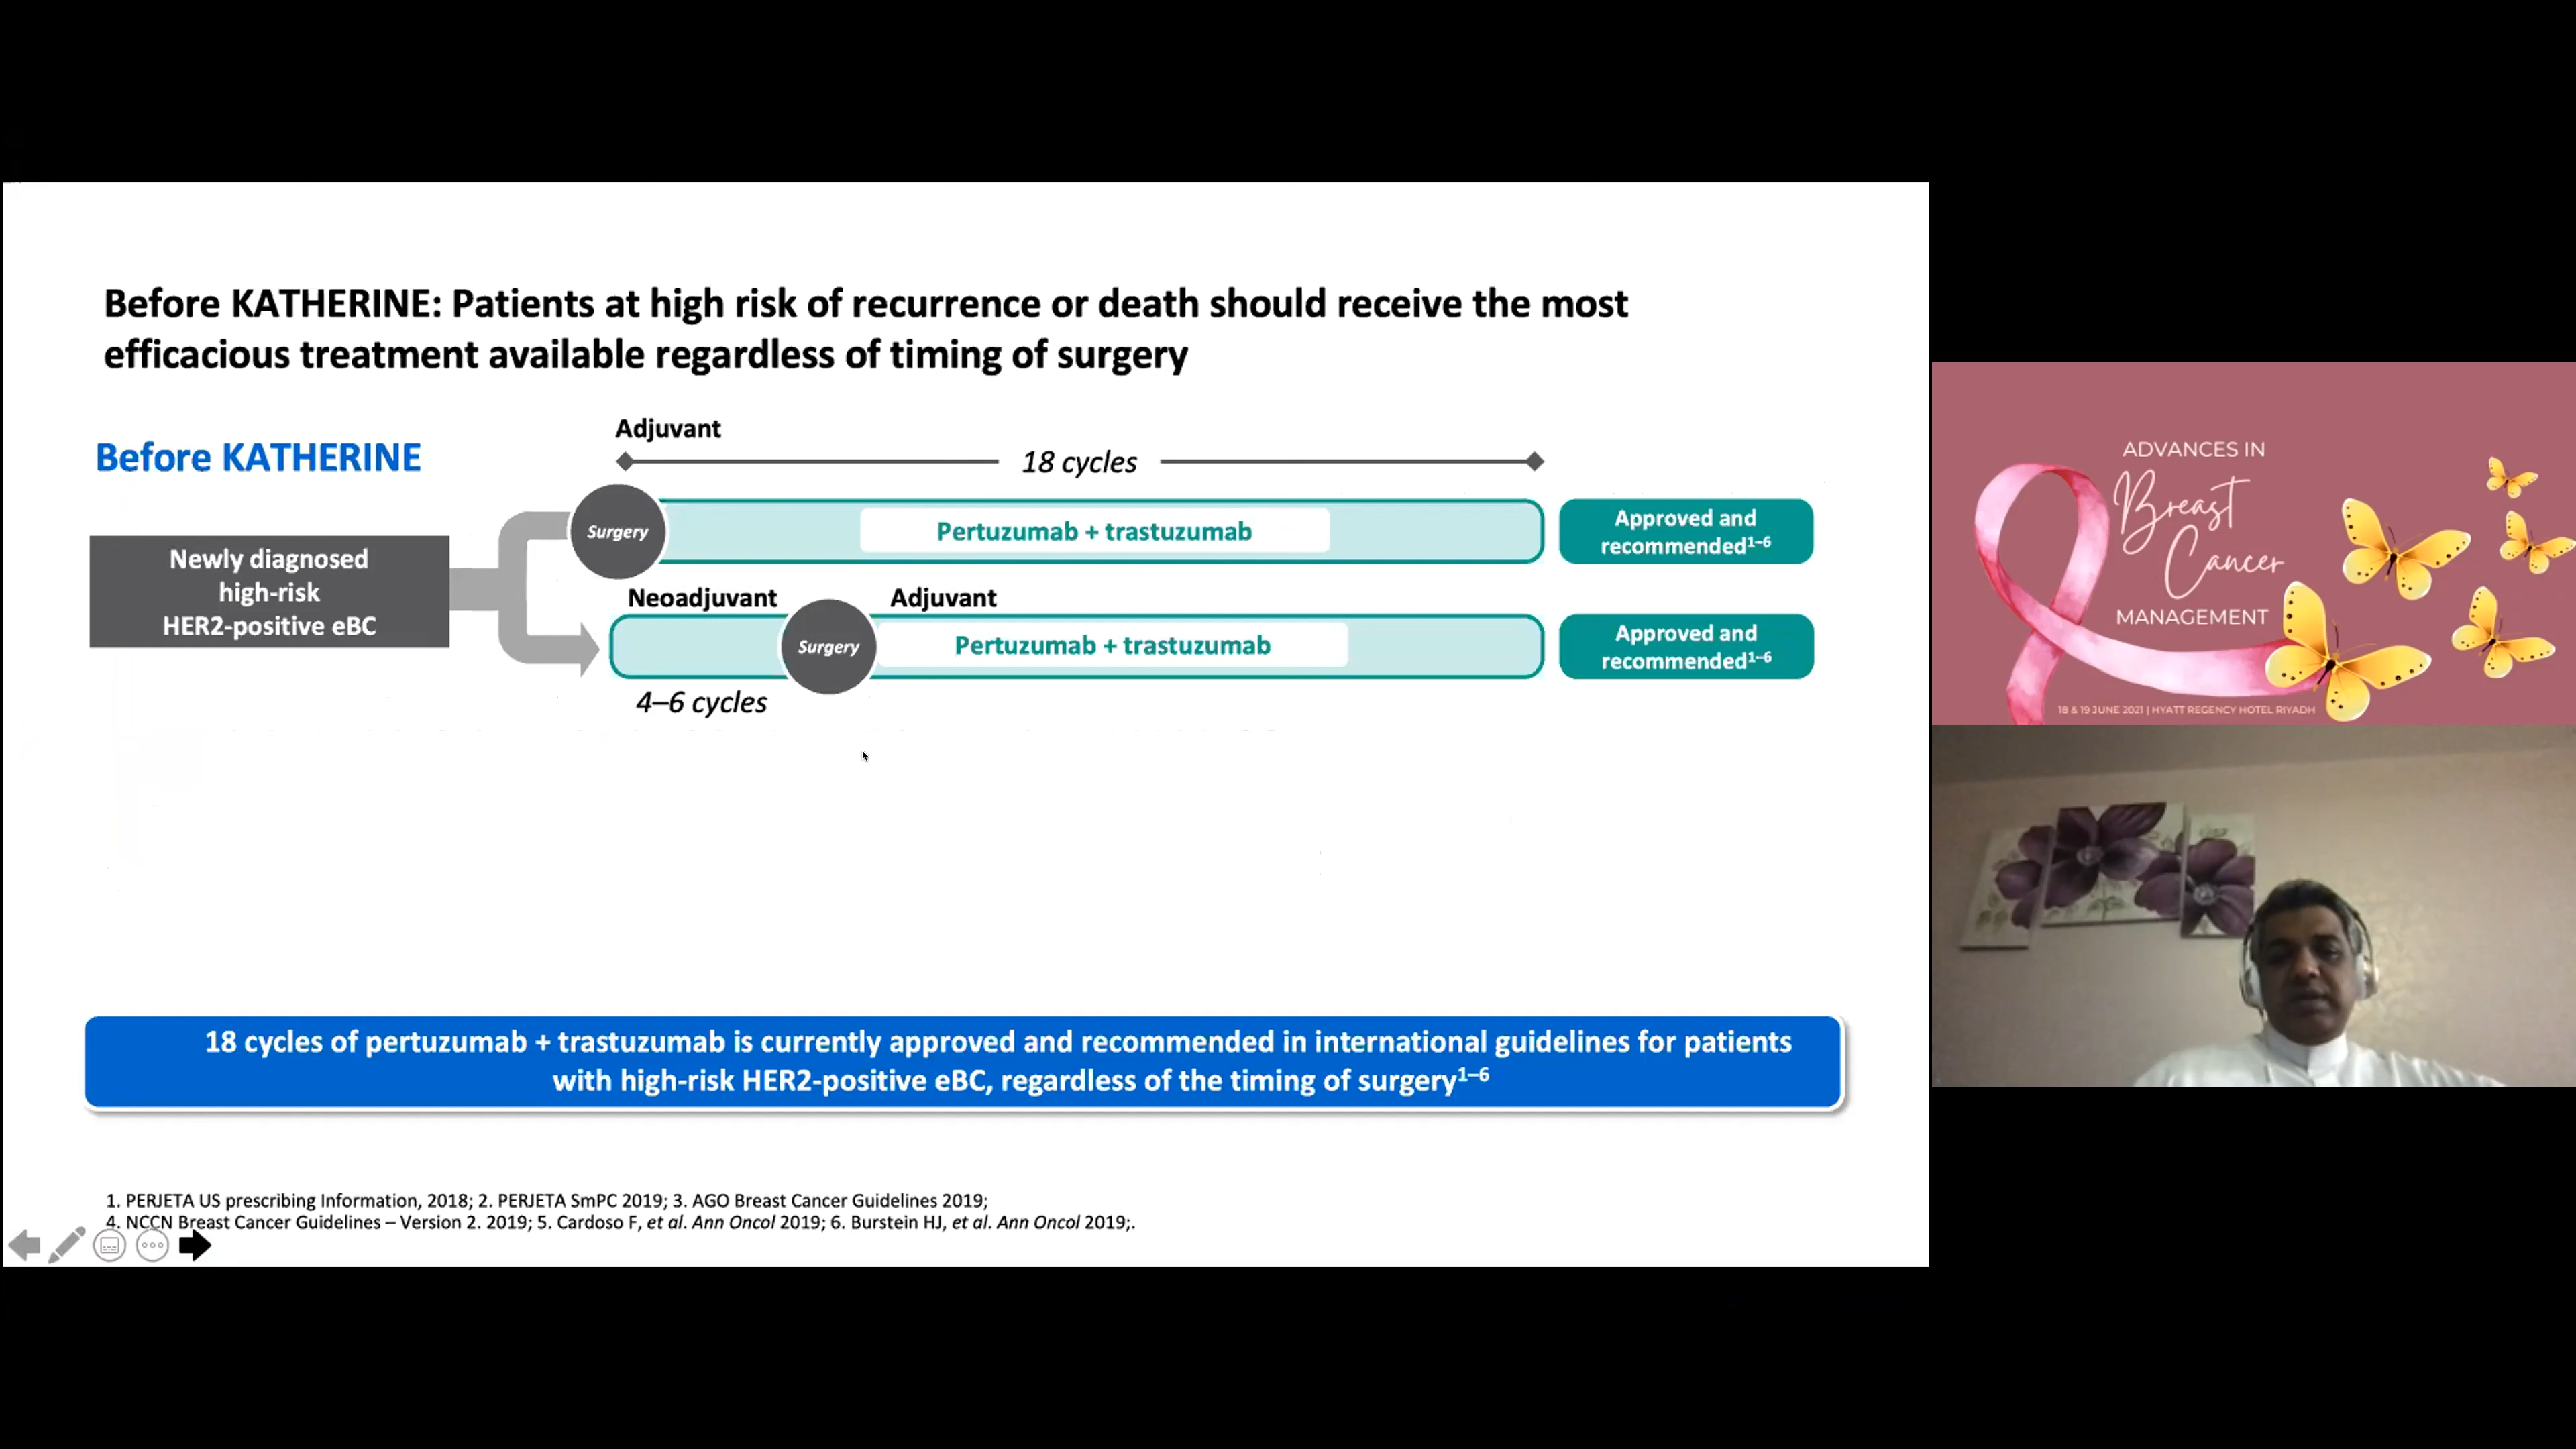 Before KATHERINE: Patients at high risk of recurrence or death should receive the most
efficacious treatment available regardless of timing of surgery
Before KATHERINE
Adjuvant
18 cycles
Newly diagnosed
high-risk
HER2-positive eBC
Surgery
Pertuzumab + trastuzumab
Approved and
recommended¹⁻⁶
Neoadjuvant
Adjuvant
Surgery
Pertuzumab + trastuzumab
Approved and
recommended¹⁻⁶
4–6 cycles
18 cycles of pertuzumab + trastuzumab is currently approved and recommended in international guidelines for patients
with high-risk HER2-positive eBC, regardless of the timing of surgery¹⁻⁶
1. PERJETA US prescribing Information, 2018; 2. PERJETA SmPC 2019; 3. AGO Breast Cancer Guidelines 2019;
4. NCCN Breast Cancer Guidelines – Version 2. 2019; 5. Cardoso F, et al. Ann Oncol 2019; 6. Burstein HJ, et al. Ann Oncol 2019;.
ADVANCES IN
Breast
Cancer
MANAGEMENT
18 & 19 JUNE 2021 | HYATT REGENCY HOTEL RIYADH